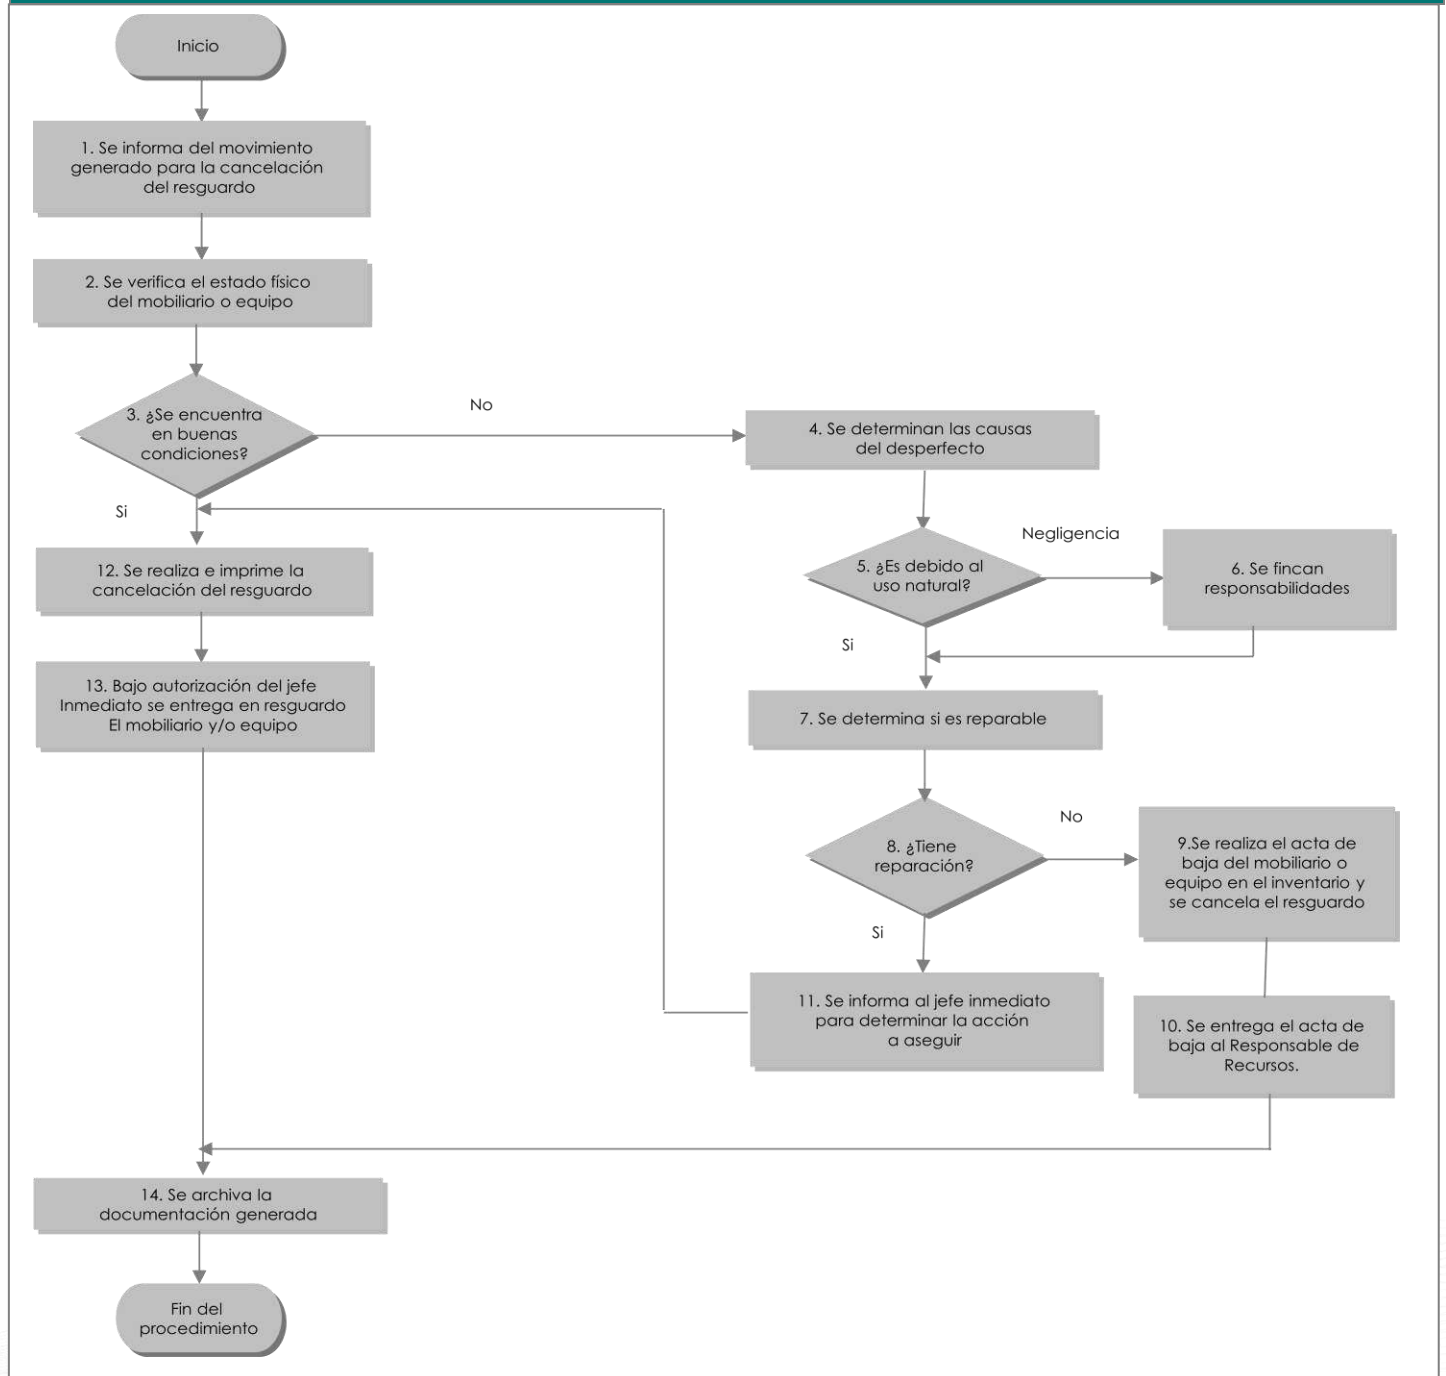 Inicio
1. Se informa del movimiento
generado para la cancelación
del resguardo
2. Se verifica el estado físico
del mobiliario o equipo
3. ¿Se encuentra
en buenas
condiciones?
No
Si
4. Se determinan las causas
del desperfecto
5. ¿Es debido al
uso natural?
Negligencia
Si
6. Se fincan
responsabilidades
7. Se determina si es reparable
8. ¿Tiene
reparación?
No
Si
9.Se realiza el acta de
baja del mobiliario o
equipo en el inventario y
se cancela el resguardo
10. Se entrega el acta de
baja al Responsable de
Recursos.
11. Se informa al jefe inmediato
para determinar la acción
a aseguir
12. Se realiza e imprime la
cancelación del resguardo
13. Bajo autorización del jefe
Inmediato se entrega en resguardo
El mobiliario y/o equipo
14. Se archiva la
documentación generada
Fin del
procedimiento